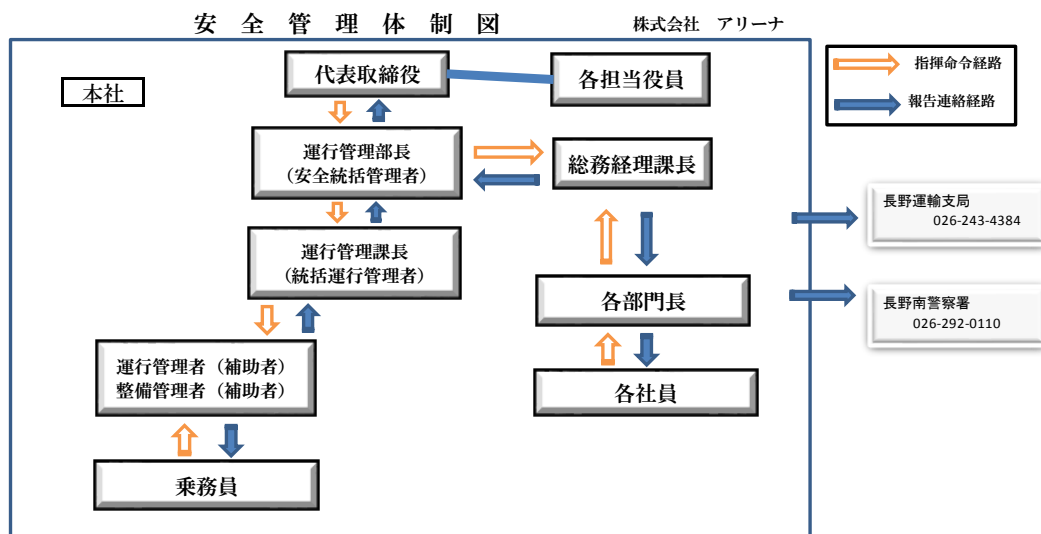 安全管理体制図
株式会社 アリーナ
本社
代表取締役
各担当役員
指揮命令経路
報告連絡経路
運行管理部長
（安全統括管理者）
総務経理課長
長野運輸支局
026-243-4384
運行管理課長
（統括運行管理者）
各部門長
長野南警察署
026-292-0110
運行管理者（補助者）
整備管理者（補助者）
各社員
乗務員